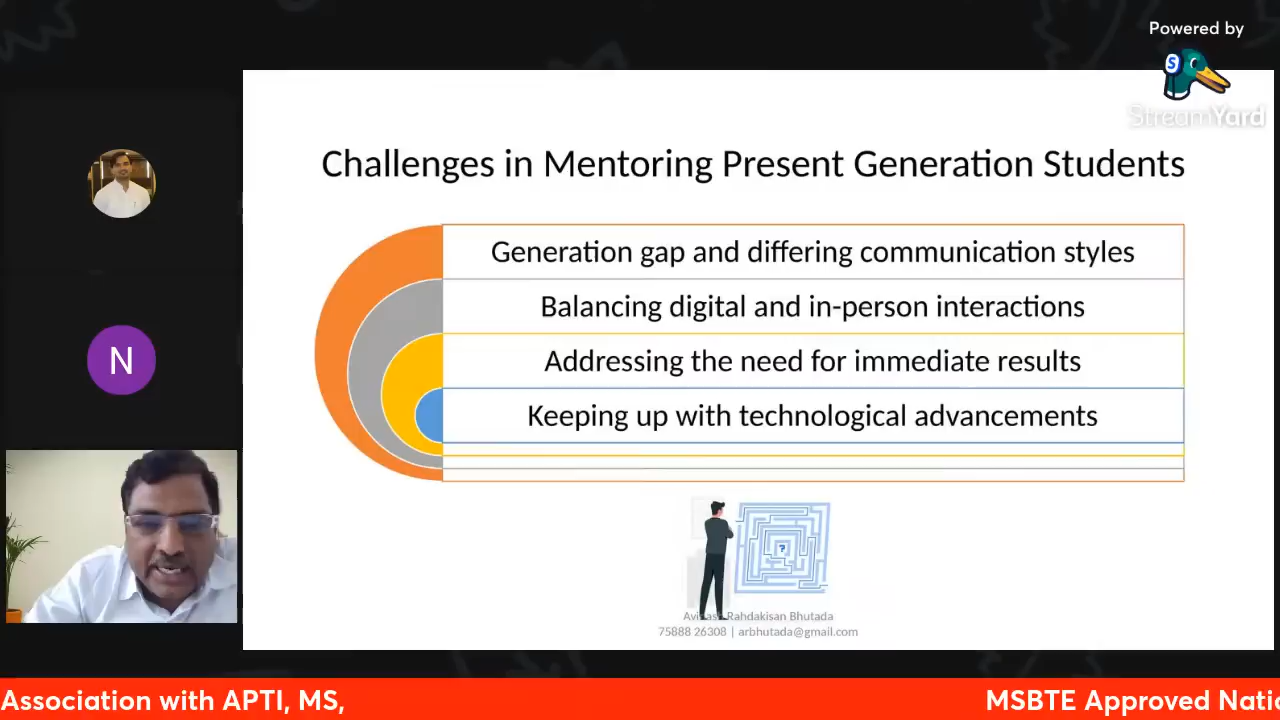 Powered by
S
StreamYard
Challenges in Mentoring Present Generation Students
Generation gap and differing communication styles
Balancing digital and in-person interactions
Addressing the need for immediate results
Keeping up with technological advancements
N
?
Avinash Rahdakisan Bhutada
75888 26308 | arbhutada@gmail.com
Association with APTI, MS,
MSBTE Approved Natio